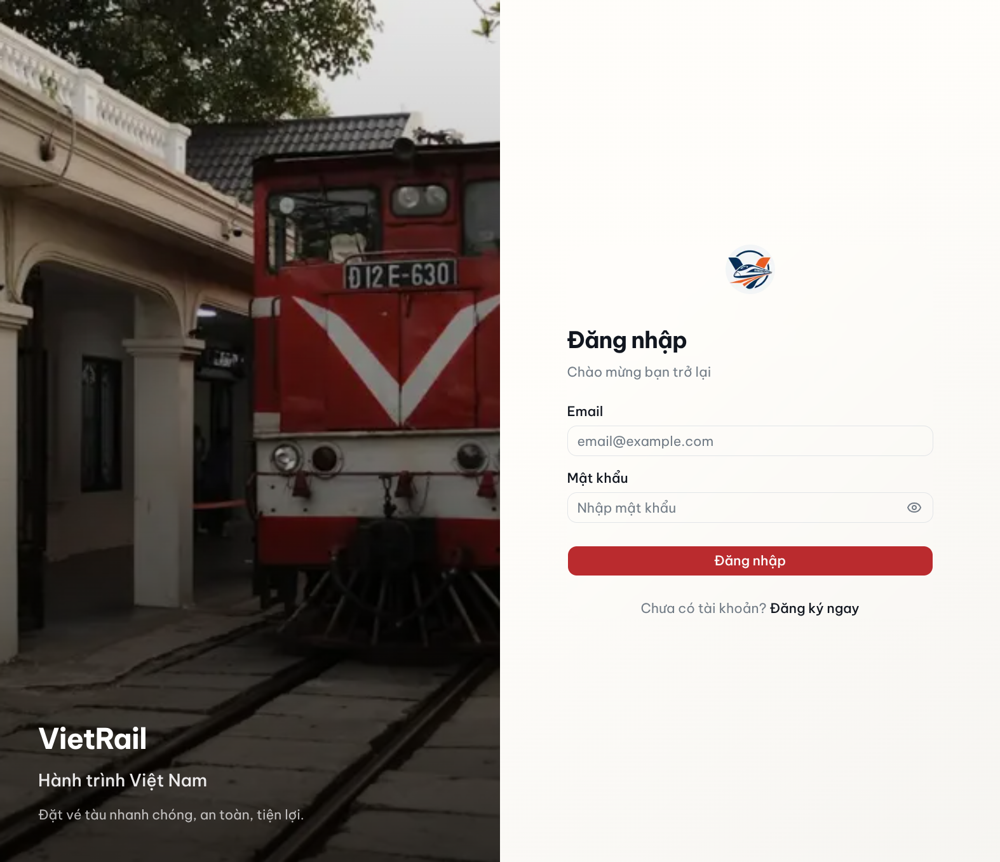 Đ12E-630
VietRail
Hành trình Việt Nam
Đặt vé tàu nhanh chóng, an toàn, tiện lợi.
Đăng nhập
Chào mừng bạn trở lại
Email
email@example.com
Mật khẩu
Nhập mật khẩu
Đăng nhập
Chưa có tài khoản? Đăng ký ngay